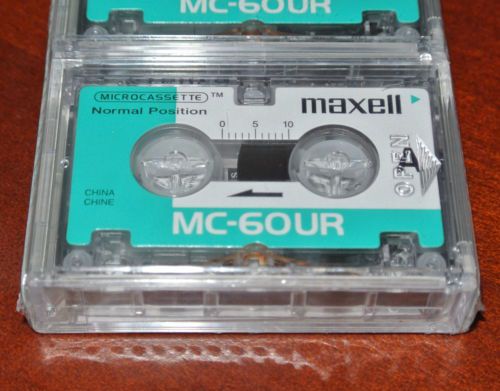 MC-60UR
MICROCASSETTE™
Normal Position
maxell
0 5 10
OPEN
CHINA
CHINE
MC-60UR